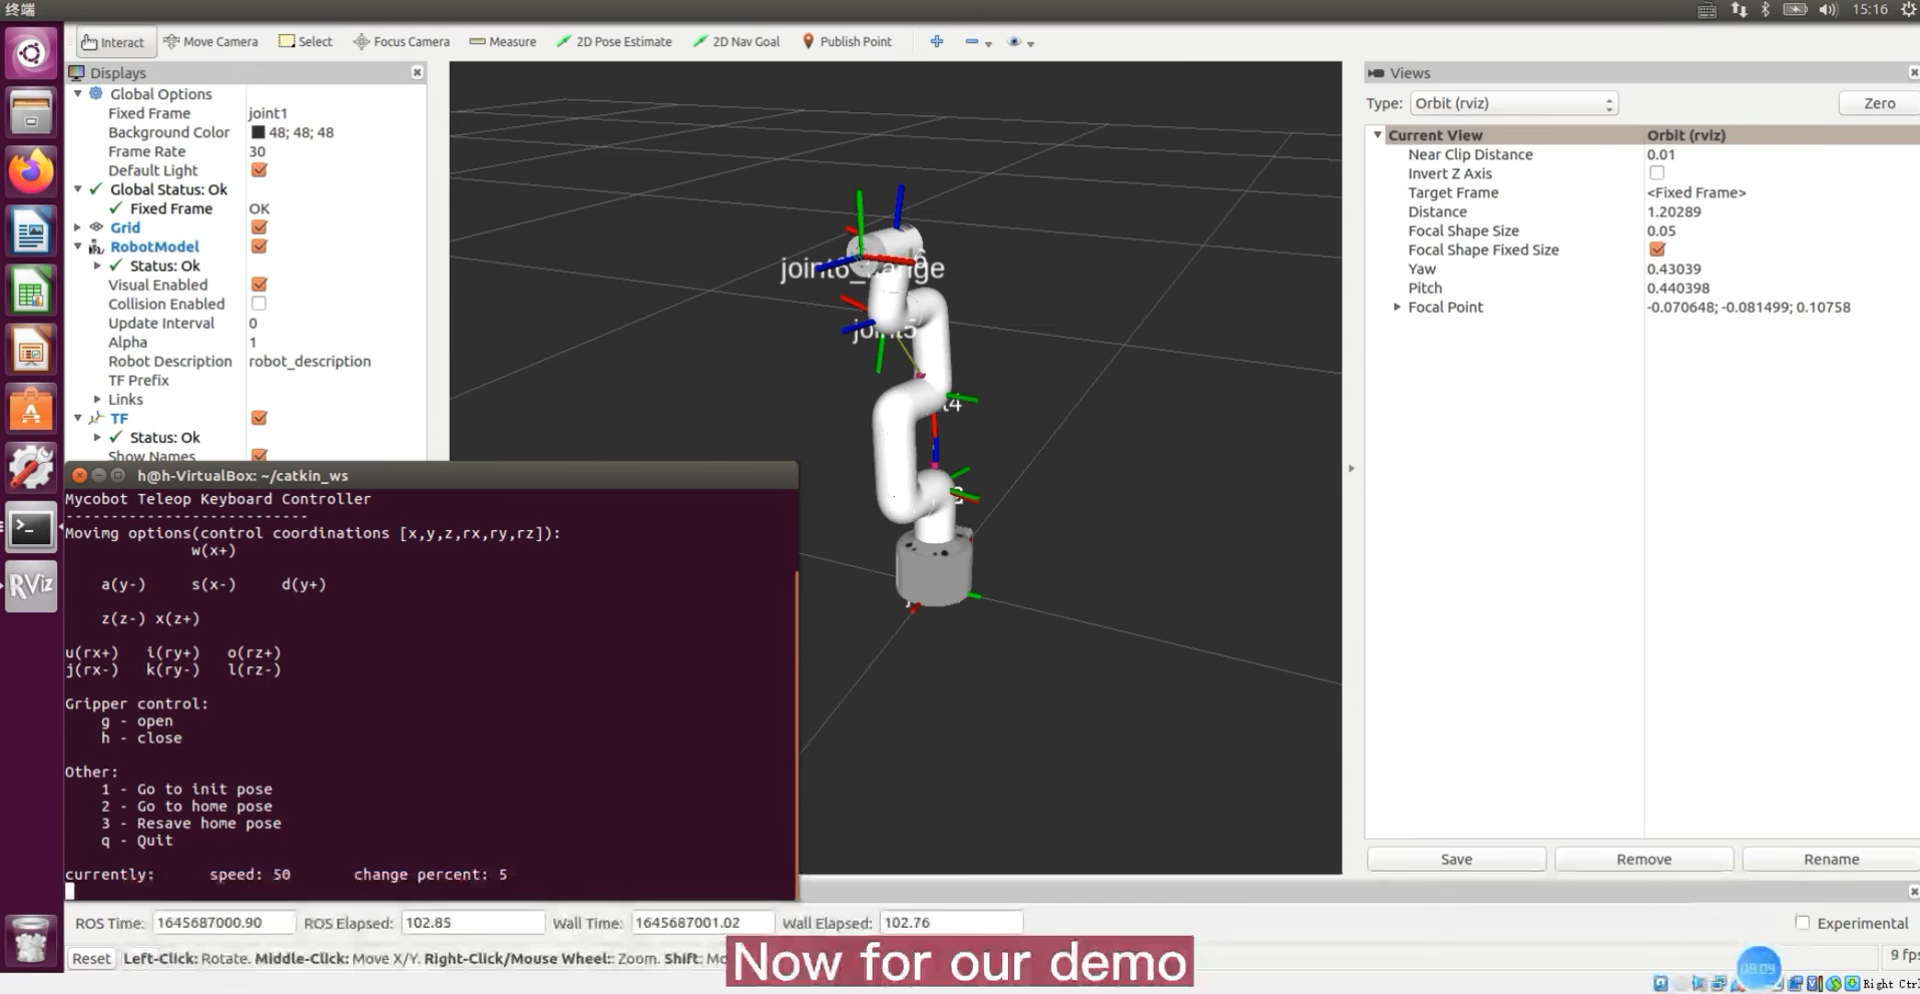 终端
15:16
Interact Move Camera Select Focus Camera Measure 2D Pose Estimate 2D Nav Goal Publish Point
Displays
Global Options
Fixed Frame joint1
Background Color 48; 48; 48
Frame Rate 30
Default Light
Global Status: Ok
Fixed Frame OK
Grid
RobotModel
Status: Ok
Visual Enabled
Collision Enabled
Update Interval 0
Alpha 1
Robot Description robot_description
TF Prefix
Links
TF
Status: Ok
Show Names
RViz
joint5
Views
Type: Orbit (rviz) Zero
Current View Orbit (rviz)
Near Clip Distance 0.01
Invert Z Axis
Target Frame <Fixed Frame>
Distance 1.20289
Focal Shape Size 0.05
Focal Shape Fixed Size
Yaw 0.43039
Pitch 0.440398
Focal Point -0.070648; -0.081499; 0.10758
Save Remove Rename
h@h-VirtualBox: ~/catkin_ws
Mycobot Teleop Keyboard Controller
---------------------------
Movimg options(control coordinations [x,y,z,rx,ry,rz]):
w(x+)
a(y-) s(x-) d(y+)
z(z-) x(z+)
u(rx+) i(ry+) o(rz+)
j(rx-) k(ry-) l(rz-)
Gripper control:
g - open
h - close
Other:
1 - Go to init pose
2 - Go to home pose
3 - Resave home pose
q - Quit
currently: speed: 50 change percent: 5
ROS Time: 1645687000.90 ROS Elapsed: 102.85 Wall Time: 1645687001.02 Wall Elapsed: 102.76 Experimental
Reset Left-Click: Rotate. Middle-Click: Move X/Y. Right-Click/Mouse Wheel:: Zoom. Shift: Mo 9 fps
Now for our demo
Right Ctrl